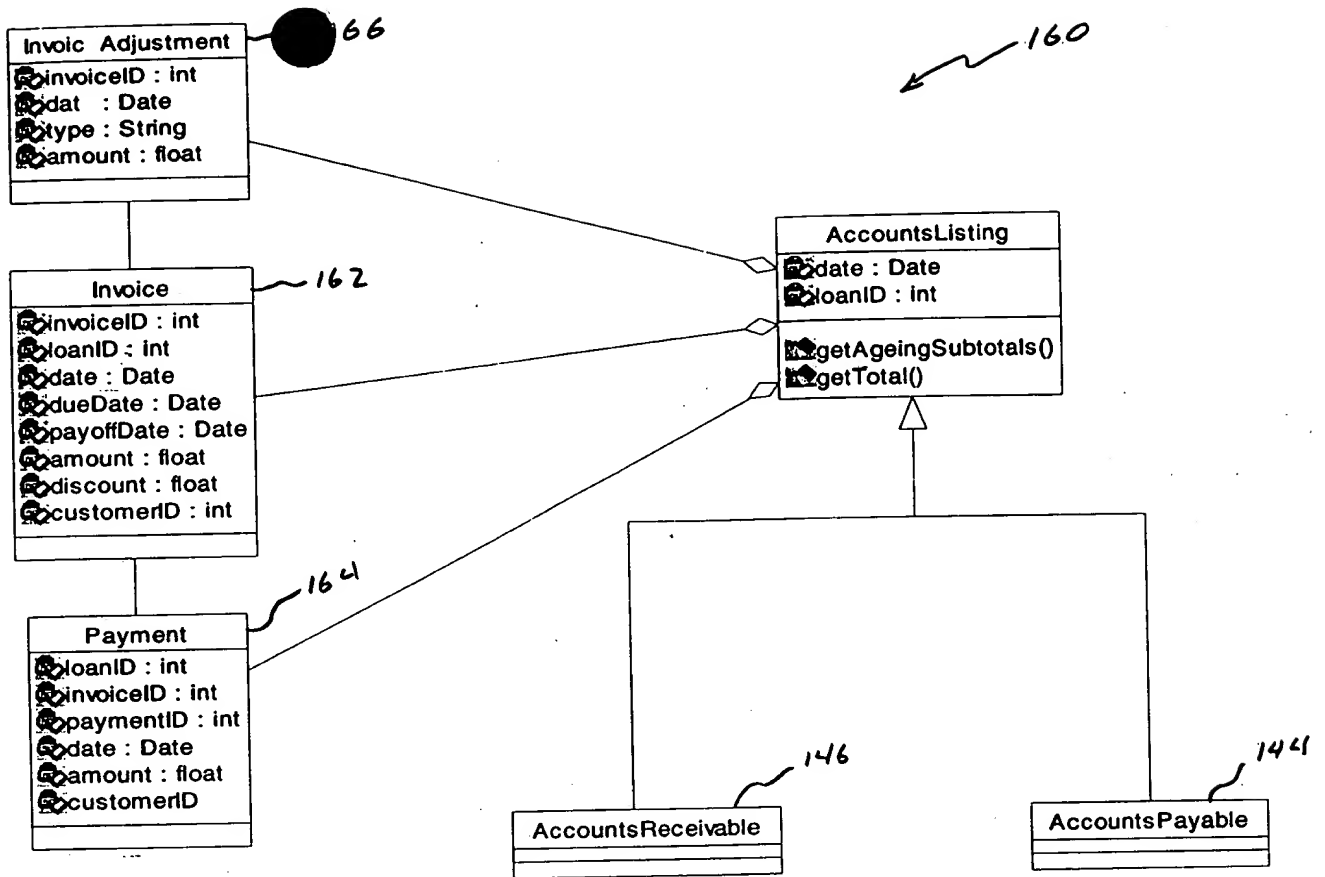 Invoic Adjustment
66
invoiceID : int
dat : Date
type : String
amount : float
160
Invoice
162
invoiceID : int
loanID : int
date : Date
dueDate : Date
payoffDate : Date
amount : float
discount : float
customerID : int
Payment
164
loanID : int
invoiceID : int
paymentID : int
date : Date
amount : float
customerID
AccountsListing
date : Date
loanID : int
getAgeingSubtotals()
getTotal()
146
AccountsReceivable
144
AccountsPayable